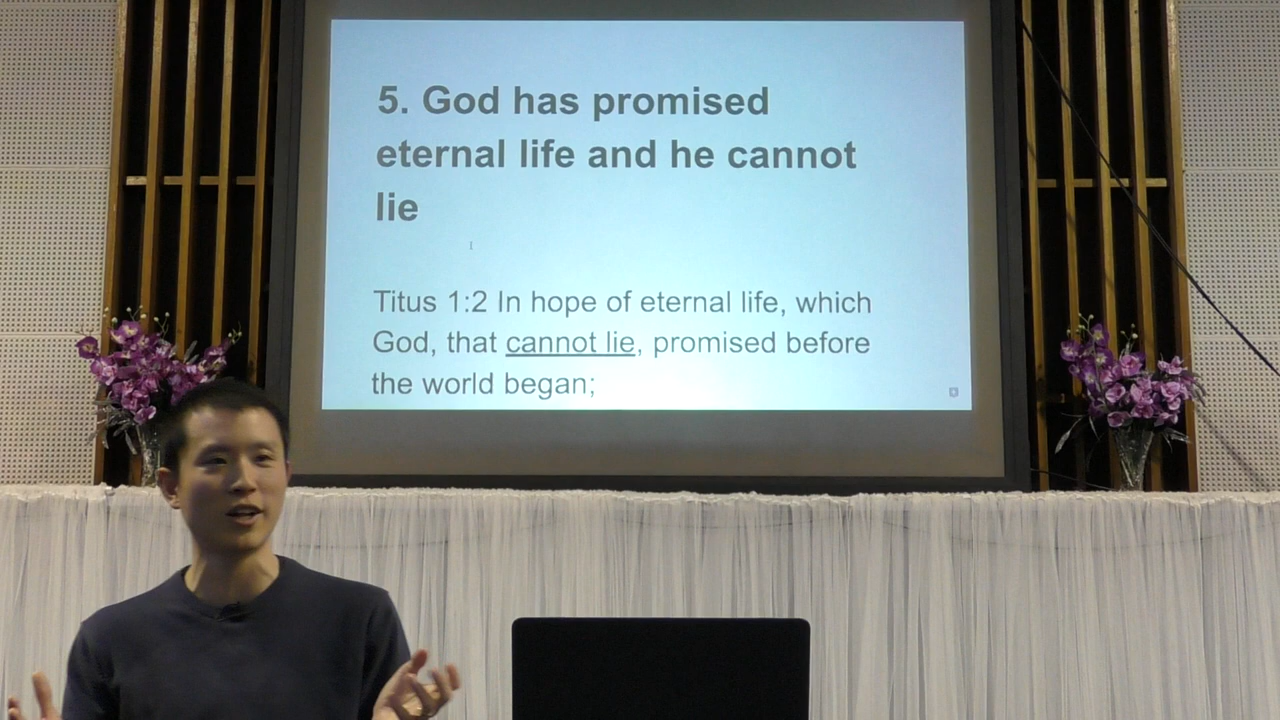 5. God has promised
eternal life and he cannot
lie
Titus 1:2 In hope of eternal life, which
God, that cannot lie, promised before
the world began;